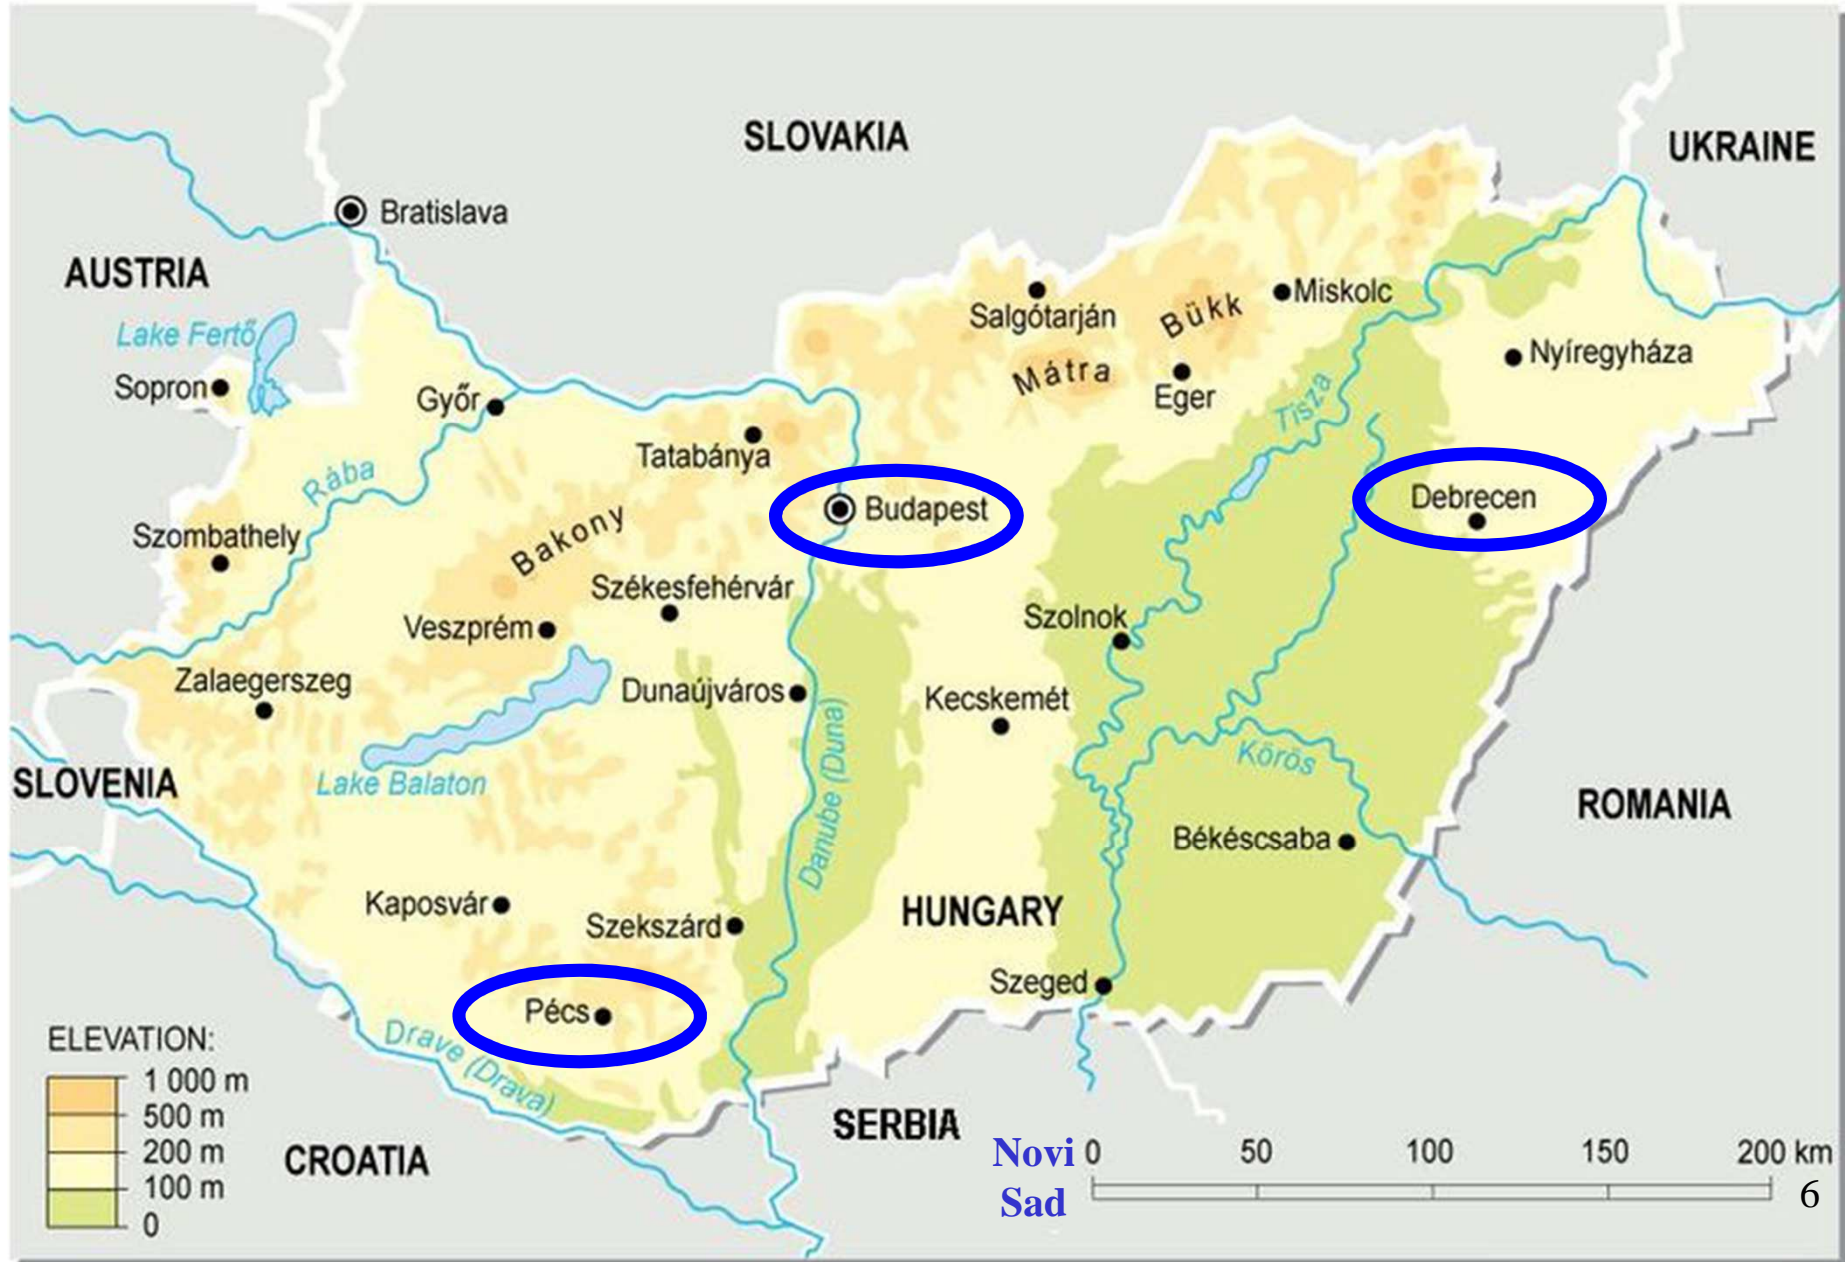 SLOVAKIA
UKRAINE
Bratislava
AUSTRIA
Lake Fertő
Sopron
Győr
Salgótarján
Bükk
Miskolc
Mátra
Eger
Nyíregyháza
Tisza
Tatabánya
Rába
Budapest
Debrecen
Szombathely
Bakony
Székesfehérvár
Veszprém
Szolnok
Zalaegerszeg
Dunaújváros
Kecskemét
Danube (Duna)
Körös
SLOVENIA
Lake Balaton
ROMANIA
Békéscsaba
Kaposvár
Szekszárd
HUNGARY
Szeged
Pécs
Drave (Drava)
ELEVATION:
1 000 m
500 m
200 m
100 m
0
CROATIA
SERBIA
Novi
Sad
0 50 100 150 200 km
6